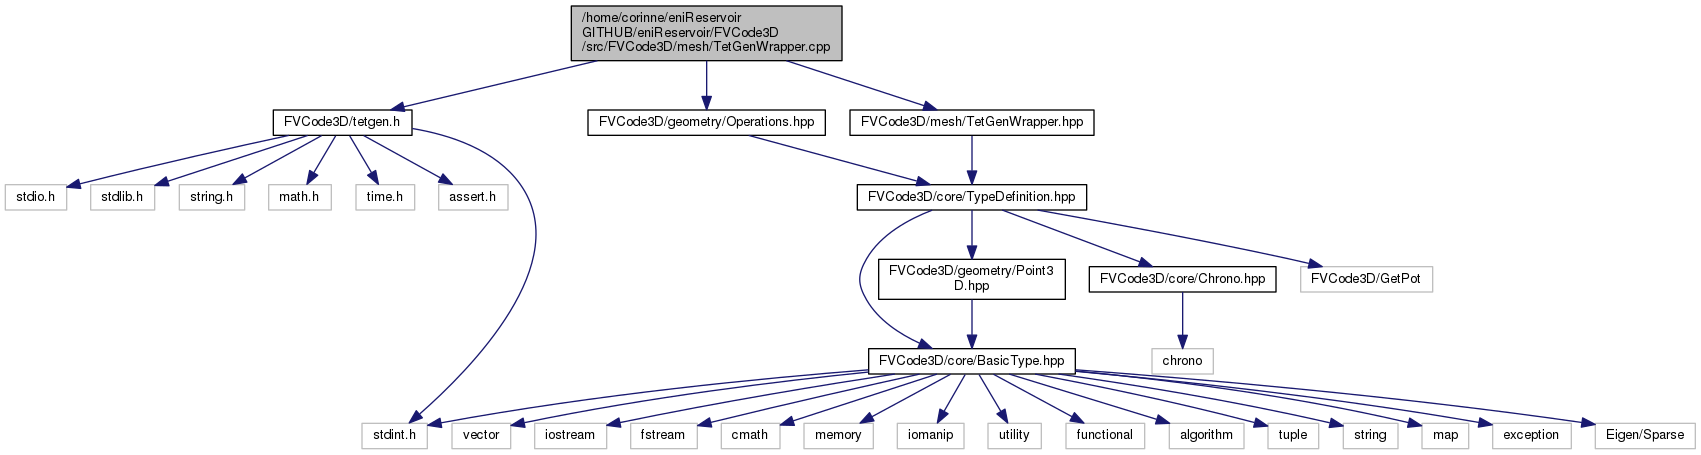 /home/corinne/eniReservoir
GITHUB/eniReservoir/FVCode3D
/src/FVCode3D/mesh/TetGenWrapper.cpp
FVCode3D/tetgen.h
FVCode3D/geometry/Operations.hpp
FVCode3D/mesh/TetGenWrapper.hpp
stdio.h
stdlib.h
string.h
math.h
time.h
assert.h
FVCode3D/core/TypeDefinition.hpp
FVCode3D/geometry/Point3
D.hpp
FVCode3D/core/Chrono.hpp
FVCode3D/GetPot
FVCode3D/core/BasicType.hpp
chrono
stdint.h
vector
iostream
fstream
cmath
memory
iomanip
utility
functional
algorithm
tuple
string
map
exception
Eigen/Sparse